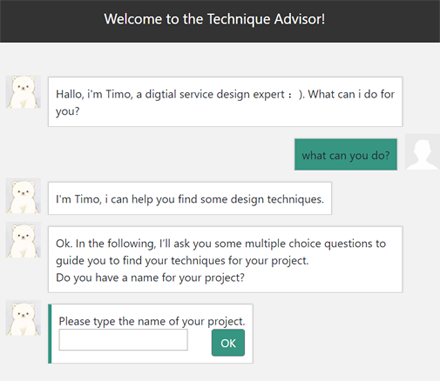 Welcome to the Technique Advisor!
Hallo, i'm Timo, a digtial service design expert : ). What can i do for
you?
what can you do?
I'm Timo, i can help you find some design techniques.
Ok. In the following, I'll ask you some multiple choice questions to
guide you to find your techniques for your project.
Do you have a name for your project?
Please type the name of your project.
OK